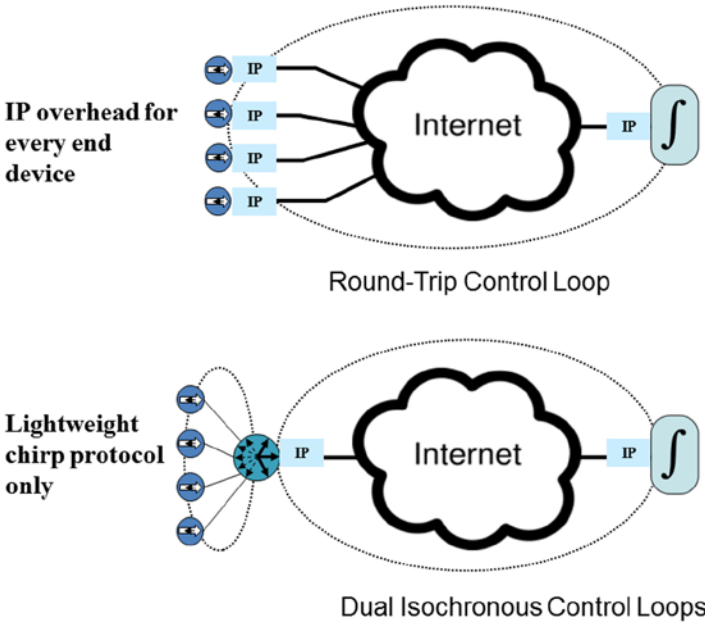 IP
IP
IP
IP
IP overhead for
every end
device
Internet
IP
∫
Round-Trip Control Loop
Lightweight
chirp protocol
only
IP
Internet
IP
∫
Dual Isochronous Control Loops